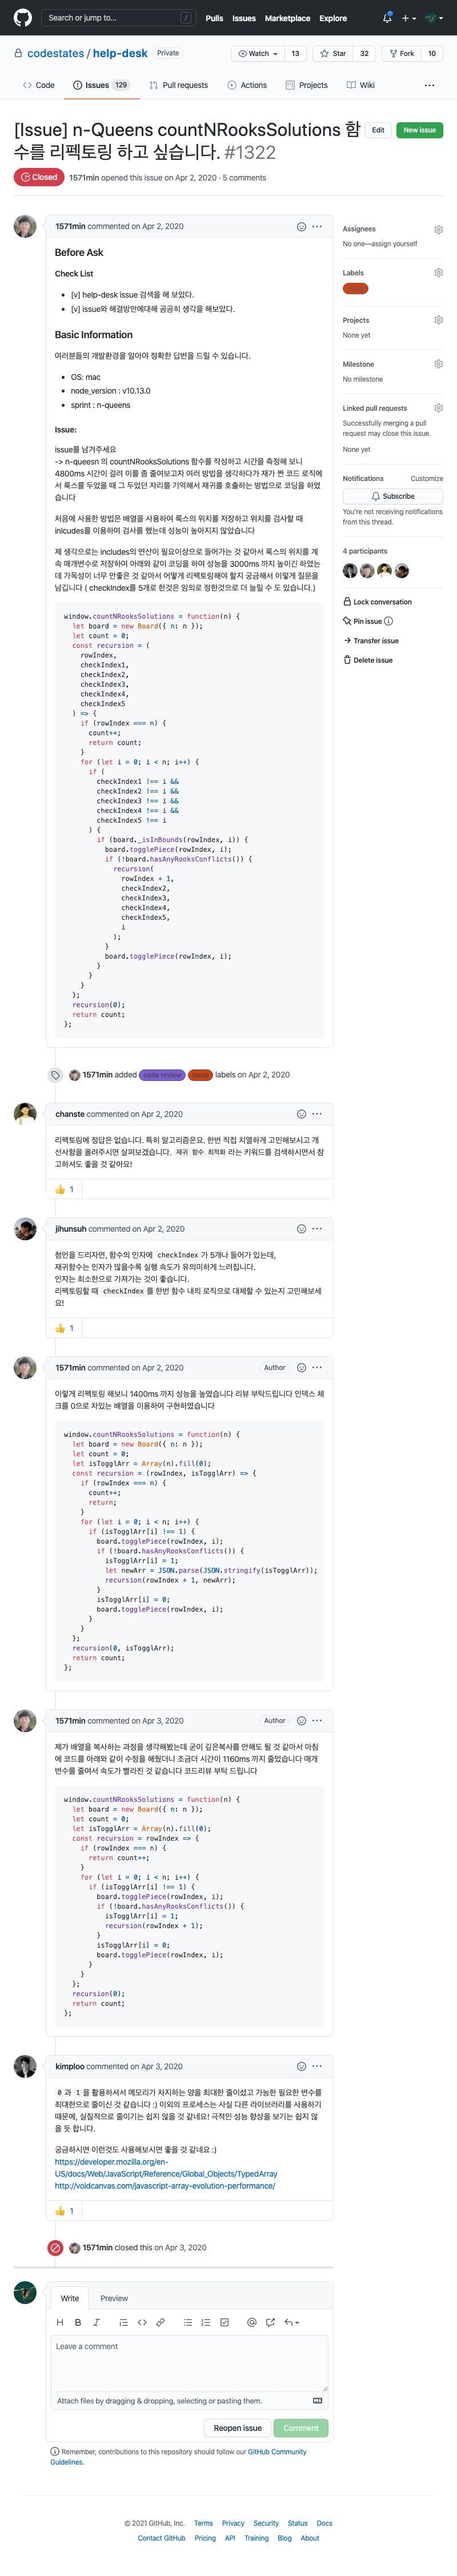 Search or jump to...
/
Pulls Issues Marketplace Explore
codestates / help-desk Private
Watch 13 Star 32 Fork 10
Code Issues 129 Pull requests Actions Projects Wiki
[Issue] n-Queens countNRooksSolutions 함
수를 리펙토링 하고 싶습니다. #1322
Edit New issue
Closed 1571min opened this issue on Apr 2, 2020 · 5 comments
1571min commented on Apr 2, 2020
Before Ask
Check List
[v] help-desk issue 검색을 해 보았다.
[v] issue와 해결방안에대해 곰곰히 생각을 해보았다.
Basic Information
여러분들의 개발환경을 알아야 정확한 답변을 드릴 수 있습니다.
OS: mac
node_version : v10.13.0
sprint : n-queens
Issue:
issue를 남겨주세요
-> n-queesn 의 countNRooksSolutions 함수를 작성하고 시간을 측정해 보니
4800ms 시간이 걸려 이를 좀 줄여보고자 여러 방법을 생각하다가 제가 짠 코드 로직에
서 룩스를 두었을 때 그 두었던 자리를 기억해서 재귀를 호출하는 방법으로 코딩을 하였
습니다
처음에 사용한 방법은 배열을 사용하여 룩스의 위치를 저장하고 위치를 검사할 때
inlcudes를 이용하여 검사를 했는데 성능이 높아지지 않았습니다
제 생각으로는 includes의 연산이 필요이상으로 들어가는 것 같아서 룩스의 위치를 계
속 매개변수로 저장하여 아래와 같이 코딩을 하여 성능을 3000ms 까지 높이긴 하였는
데 가독성이 너무 안좋은 것 같아서 어떻게 리펙토링해야 할지 궁금해서 이렇게 질문을
남깁니다 ( checkIndex를 5개로 한것은 임의로 정한것으로 더 늘릴 수 도 있습니다.)
window.countNRooksSolutions = function(n) {
let board = new Board({ n: n });
let count = 0;
const recursion = (
rowIndex,
checkIndex1,
checkIndex2,
checkIndex3,
checkIndex4,
checkIndex5
) => {
if (rowIndex === n) {
count++;
return count;
}
for (let i = 0; i < n; i++) {
if (
checkIndex1 !== i &&
checkIndex2 !== i &&
checkIndex3 !== i &&
checkIndex4 !== i &&
checkIndex5 !== i
) {
if (board._isInBounds(rowIndex, i)) {
board.togglePiece(rowIndex, i);
if (!board.hasAnyRooksConflicts()) {
recursion(
rowIndex + 1,
checkIndex2,
checkIndex3,
checkIndex4,
checkIndex5,
i
);
}
board.togglePiece(rowIndex, i);
}
}
}
};
recursion(0);
return count;
};
1571min added code review issue labels on Apr 2, 2020
chanste commented on Apr 2, 2020
리펙토링에 정답은 없습니다. 특히 알고리즘은요. 한번 직접 치열하게 고민해보시고 개
선사항을 올려주시면 살펴보겠습니다. 재귀 함수 최적화 라는 키워드를 검색하시면서 참
고하셔도 좋을 것 같아요!
👍 1
jihunsuh commented on Apr 2, 2020
첨언을 드리자면, 함수의 인자에 checkIndex 가 5개나 들어가 있는데,
재귀함수는 인자가 많을수록 실행 속도가 유의미하게 느려집니다.
인자는 최소한으로 가져가는 것이 좋습니다.
리팩토링할 때 checkIndex 를 한번 함수 내의 로직으로 대체할 수 있는지 고민해보세
요!
👍 1
1571min commented on Apr 2, 2020 Author
이렇게 리펙토링 해보니 1400ms 까지 성능을 높였습니다 리뷰 부탁드립니다 인덱스 체
크를 0으로 차있는 배열을 이용하여 구현하였습니다
window.countNRooksSolutions = function(n) {
let board = new Board({ n: n });
let count = 0;
let isTogglArr = Array(n).fill(0);
const recursion = (rowIndex, isTogglArr) => {
if (rowIndex === n) {
count++;
return;
}
for (let i = 0; i < n; i++) {
if (isTogglArr[i] !== 1) {
board.togglePiece(rowIndex, i);
if (!board.hasAnyRooksConflicts()) {
isTogglArr[i] = 1;
let newArr = JSON.parse(JSON.stringify(isTogglArr));
recursion(rowIndex + 1, newArr);
}
isTogglArr[i] = 0;
board.togglePiece(rowIndex, i);
}
}
};
recursion(0, isTogglArr);
return count;
};
1571min commented on Apr 3, 2020 Author
제가 배열을 복사하는 과정을 생각해봤는데 굳이 깊은복사를 안해도 될 것 같아서 아침
에 코드를 아래와 같이 수정을 해줬더니 조금더 시간이 1160ms 까지 줄었습니다 매개
변수를 줄여서 속도가 빨라진 것 같습니다 코드리뷰 부탁 드립니다
window.countNRooksSolutions = function(n) {
let board = new Board({ n: n });
let count = 0;
let isTogglArr = Array(n).fill(0);
const recursion = rowIndex => {
if (rowIndex === n) {
return count++;
}
for (let i = 0; i < n; i++) {
if (isTogglArr[i] !== 1) {
board.togglePiece(rowIndex, i);
if (!board.hasAnyRooksConflicts()) {
isTogglArr[i] = 1;
recursion(rowIndex + 1);
}
isTogglArr[i] = 0;
board.togglePiece(rowIndex, i);
}
}
};
recursion(0);
return count;
};
kimploo commented on Apr 3, 2020
0 과 1 을 활용하셔서 메모리가 차지하는 양을 최대한 줄이셨고 가능한 필요한 변수를
최대한으로 줄이신 것 같습니다 :) 이외의 프로세스는 사실 다른 라이브러리를 사용하기
때문에, 실질적으로 줄이기는 쉽지 않을 것 같네요! 극적인 성능 향상을 보기는 쉽지 않
을 듯 합니다.
궁금하시면 이런것도 사용해보시면 좋을 것 같네요 :)
https://developer.mozilla.org/en-
US/docs/Web/JavaScript/Reference/Global_Objects/TypedArray
http://voidcanvas.com/javascript-array-evolution-performance/
👍 1
1571min closed this on Apr 3, 2020
Write Preview
Leave a comment
Attach files by dragging & dropping, selecting or pasting them.
Reopen issue Comment
Remember, contributions to this repository should follow our GitHub Community
Guidelines.
Assignees
No one—assign yourself
Labels
issue
Projects
None yet
Milestone
No milestone
Linked pull requests
Successfully merging a pull
request may close this issue.
None yet
Notifications Customize
Subscribe
You're not receiving notifications
from this thread.
4 participants
Lock conversation
Pin issue
Transfer issue
Delete issue
© 2021 GitHub, Inc. Terms Privacy Security Status Docs
Contact GitHub Pricing API Training Blog About